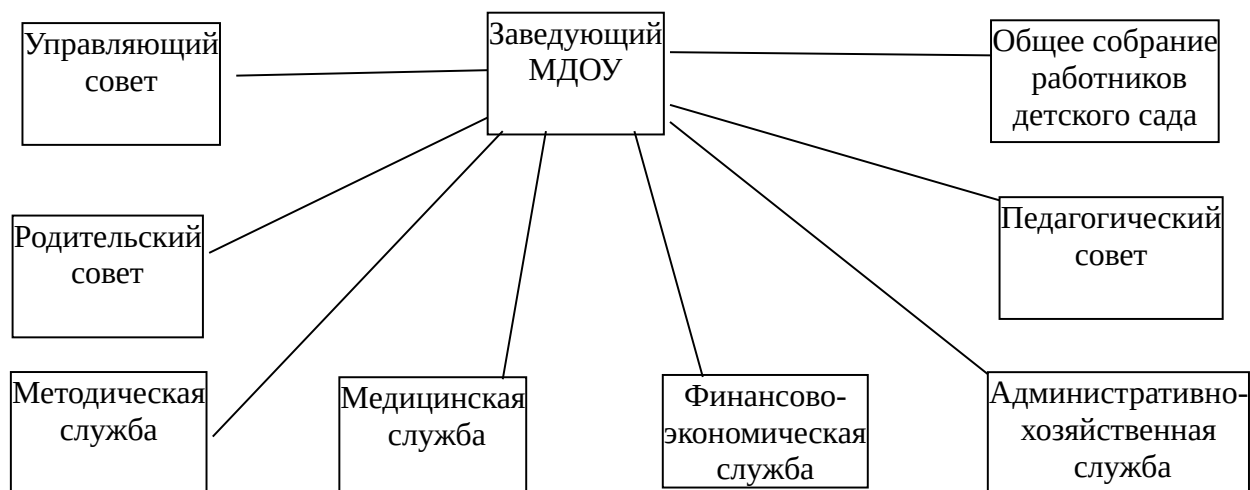 Управляющий
совет
Заведующий
МДОУ
Общее собрание
работников
детского сада
Родительский
совет
Педагогический
совет
Методическая
служба
Медицинская
служба
Финансово-
экономическая
служба
Административно-
хозяйственная
служба